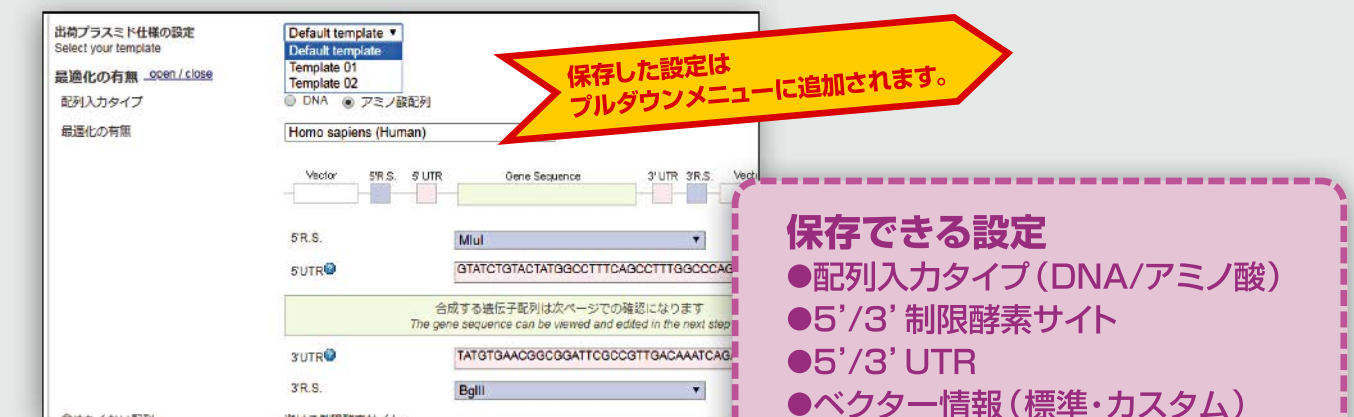 出荷プラスミド仕様の設定
Select your template
Default template
Default template
Template 01
Template 02
最適化の有無 open / close
配列入力タイプ
DNA アミノ酸配列
最適化の有無
Homo sapiens (Human)
保存した設定は
プルダウンメニューに追加されます。
Vector 5'R.S. 5' UTR Gene Sequence 3' UTR 3'R.S.
5'R.S.
MluI
5'UTR
GTATCTGTACTATGGCCTTTCAGCCTTTGGCCCAG
合成する遺伝子配列は次ページでの確認になります
The gene sequence can be viewed and edited in the next step
3'UTR
TATGTGAACGGCGGATTCGCCGTTGACAAATCAG
3'R.S.
BglII
保存できる設定
●配列入力タイプ（DNA/アミノ酸）
●5’/3’制限酵素サイト
●5’/3’UTR
●ベクター情報（標準・カスタム）